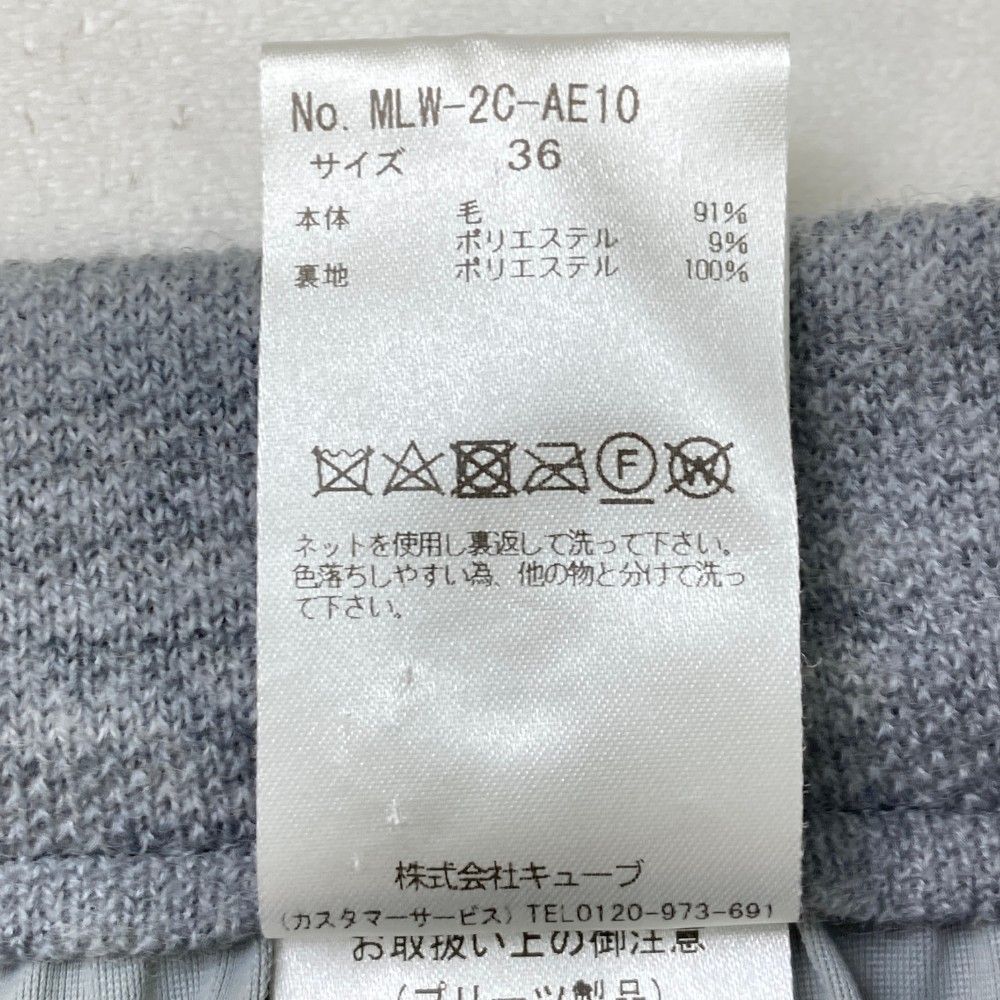 No. MLW-2C-AE10
サイズ 36
本体 毛 91%
ポリエステル 9%
裏地 ポリエステル 100%
F W
ネットを使用し裏返して洗って下さい。
色落ちしやすい為、他の物と分けて洗っ
て下さい。
株式会社キューブ
(カスタマーサービス) TEL0120-973-691
お取扱い上の御注意
(プリーツ製品)